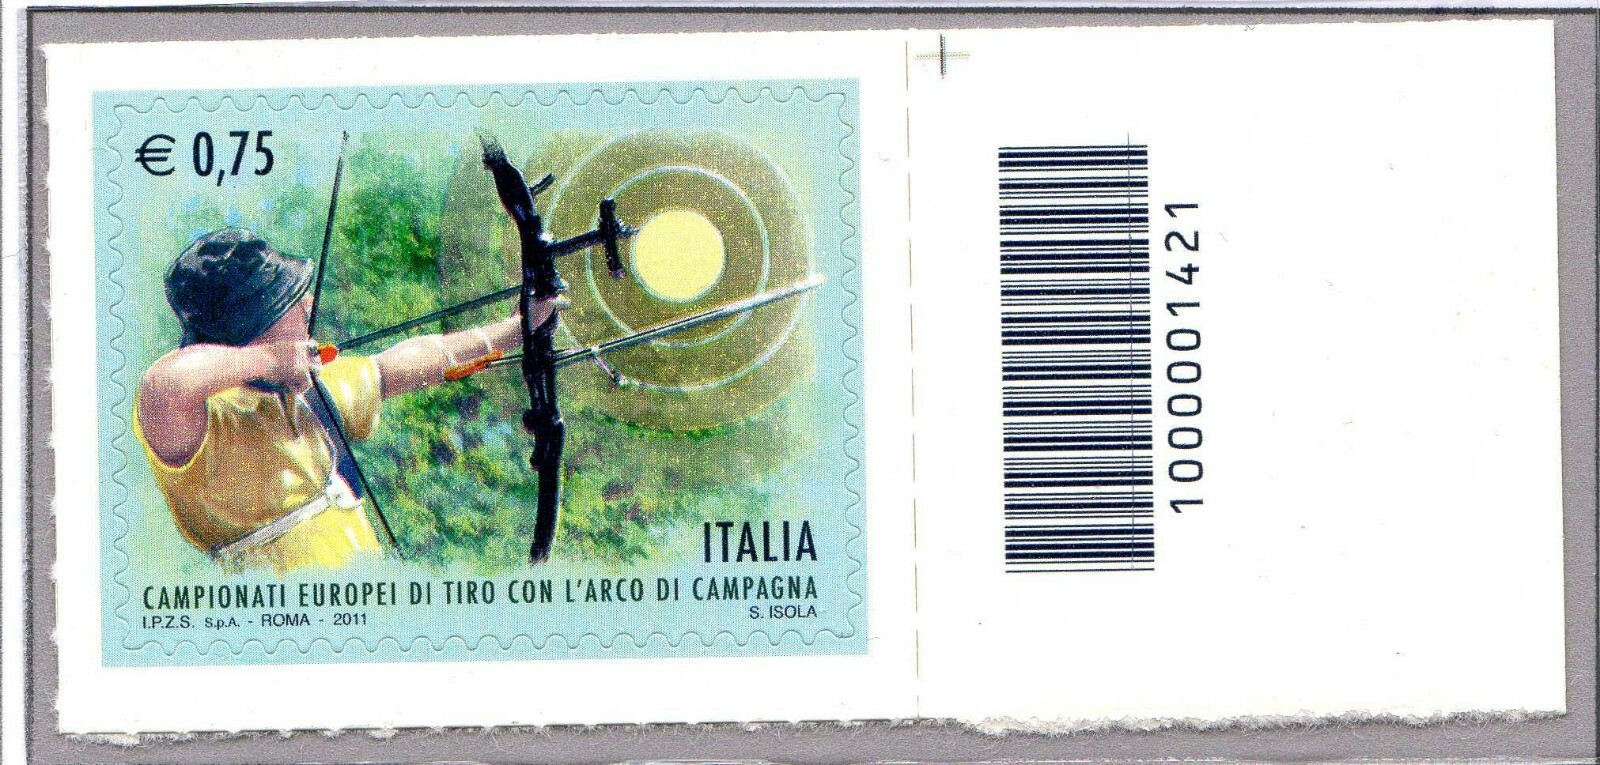 € 0,75
ITALIA
CAMPIONATI EUROPEI DI TIRO CON L'ARCO DI CAMPAGNA
I.P.Z.S. S.p.A. - ROMA - 2011
S. ISOLA
1000001421